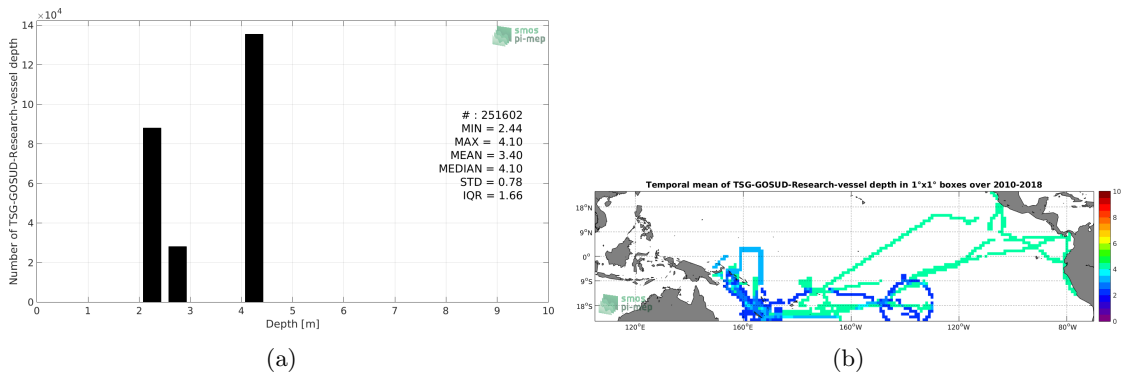 ×10⁴
14
12
10
8
6
4
2
0
Number of TSG-GOSUD-Research-vessel depth
0 1 2 3 4 5 6 7 8 9 10
Depth [m]
smos
pi-mep
# : 251602
MIN = 2.44
MAX = 4.10
MEAN = 3.40
MEDIAN = 4.10
STD = 0.78
IQR = 1.66
(a)
Temporal mean of TSG-GOSUD-Research-vessel depth in 1°x1° boxes over 2010-2018
18°N
9°N
0°
9°S
18°S
120°E 160°E 160°W 120°W 80°W
smos
pi-mep
10
8
6
4
2
0
(b)